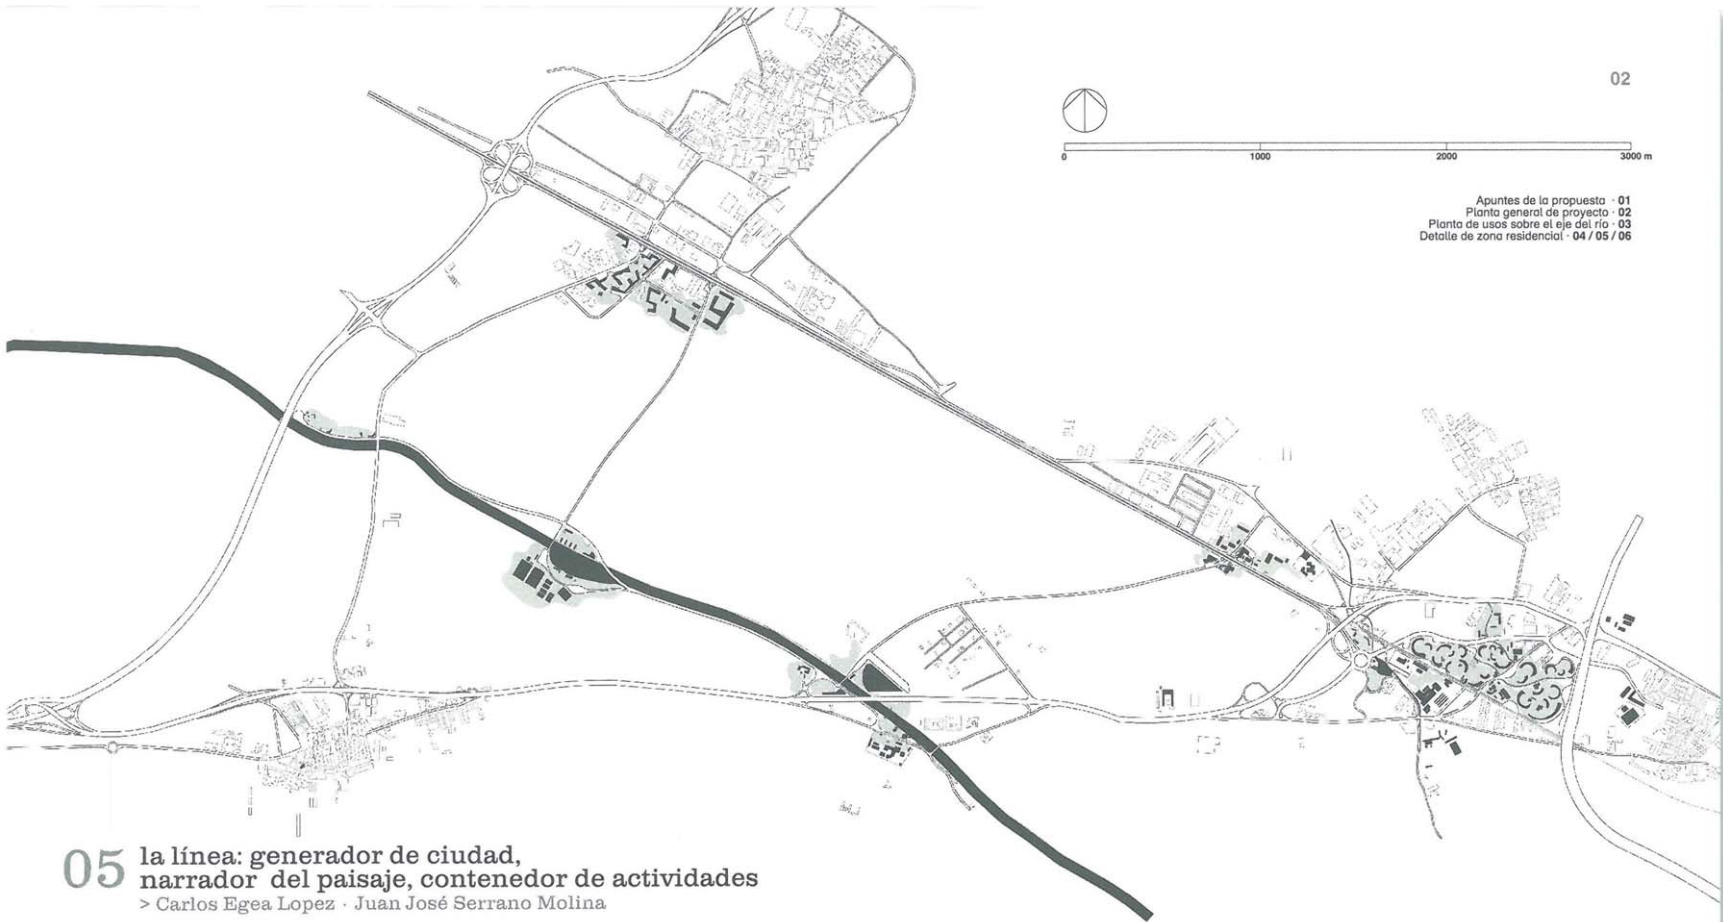 02
0 1000 2000 3000 m
Apuntes de la propuesta · 01
Planta general de proyecto · 02
Planta de usos sobre el eje del río · 03
Detalle de zona residencial · 04 / 05 / 06
05 la línea: generador de ciudad,
narrador del paisaje, contenedor de actividades
> Carlos Egea Lopez · Juan José Serrano Molina